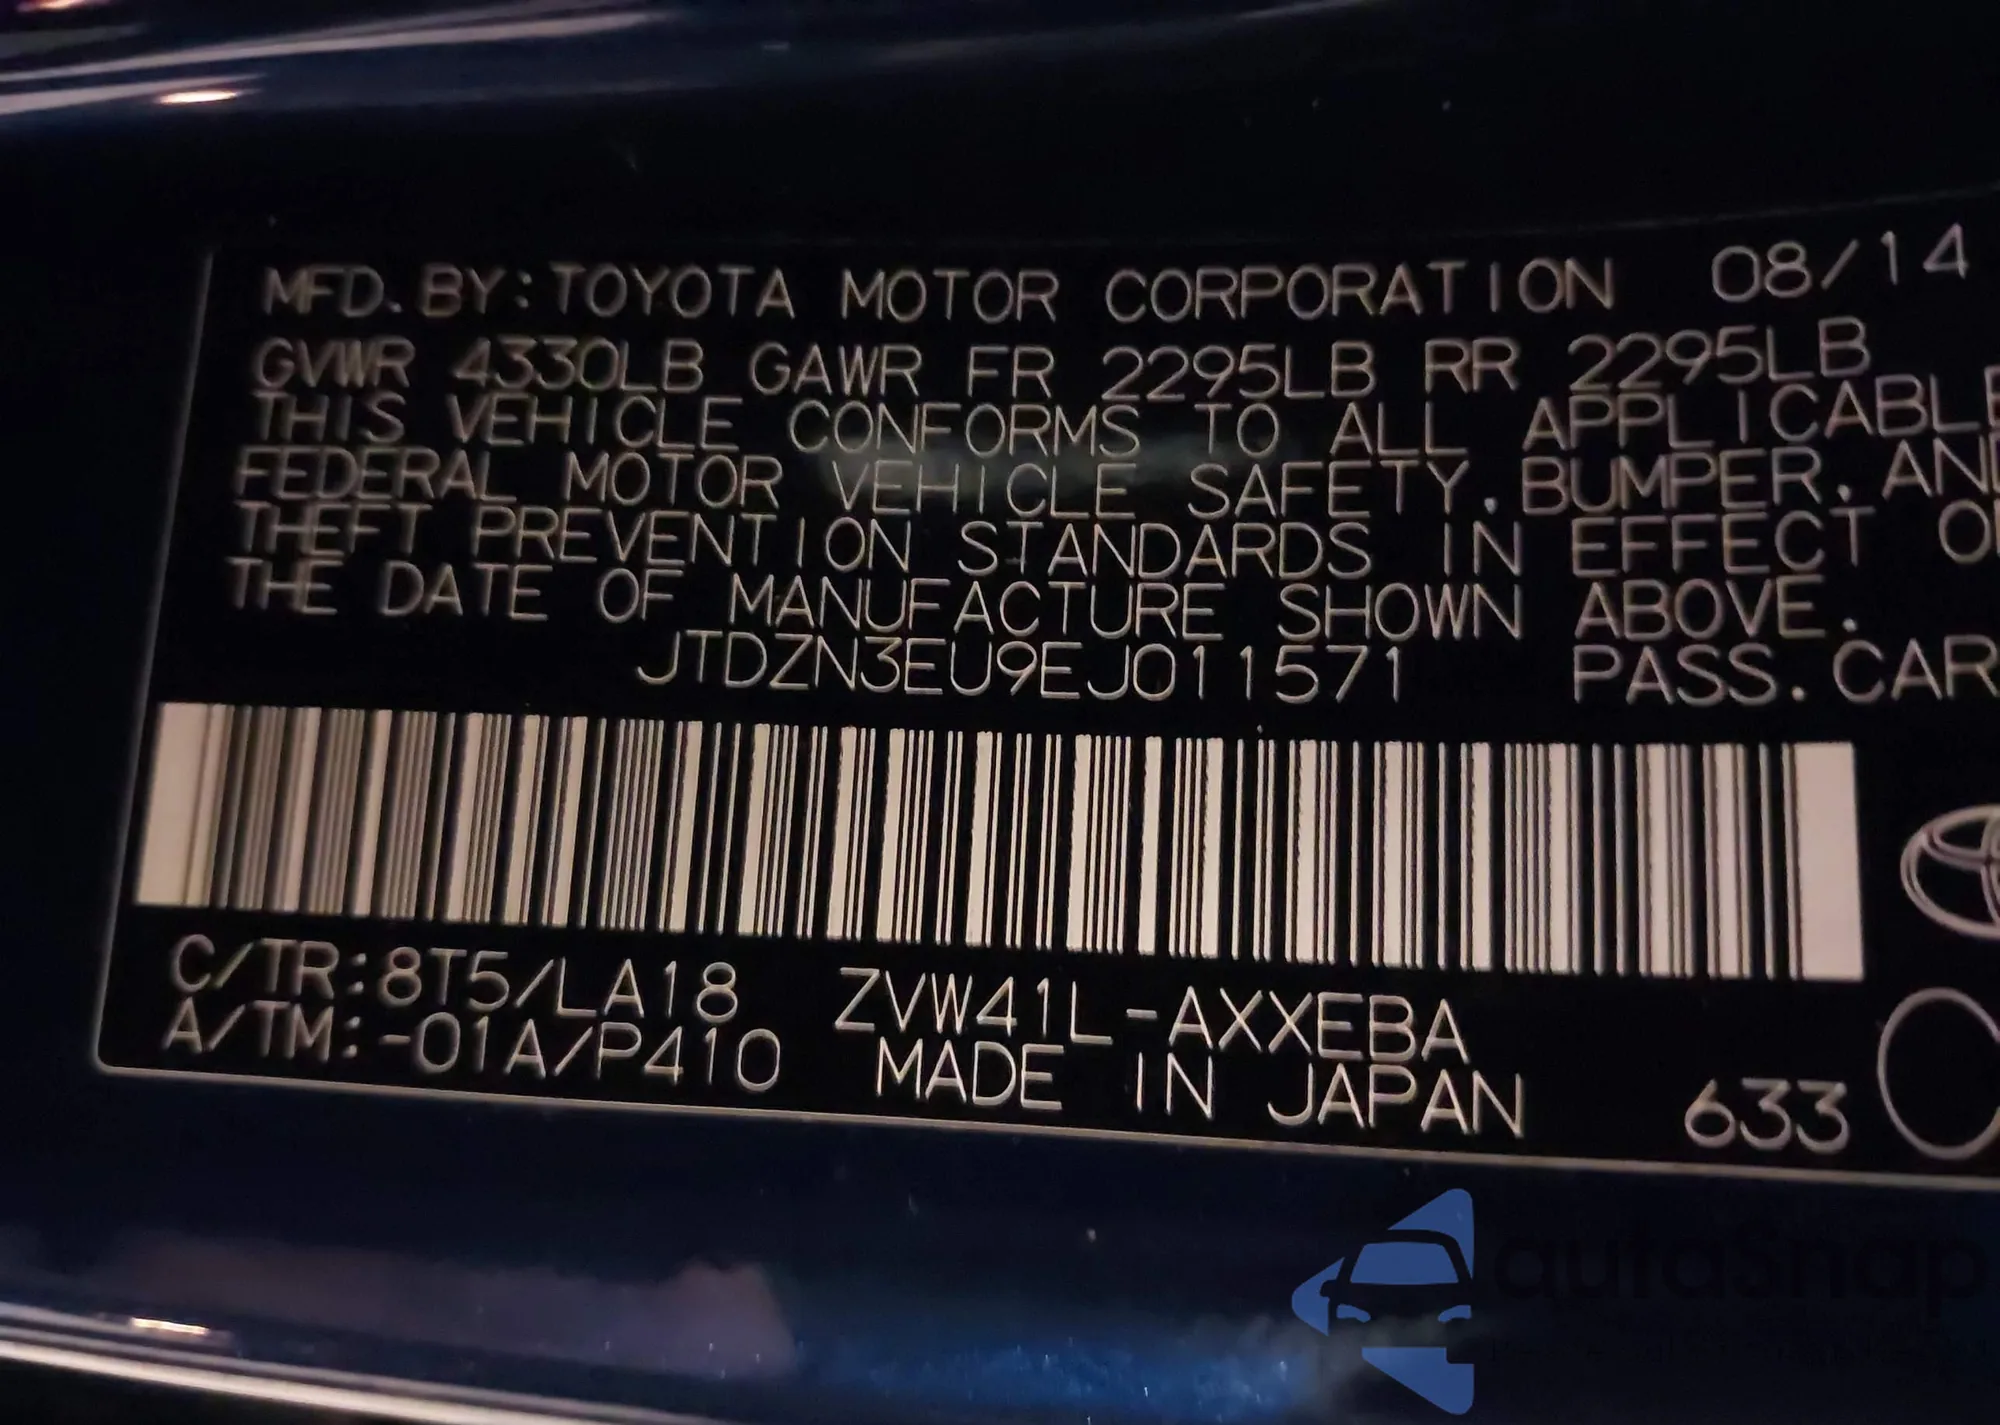 MFD. BY: TOYOTA MOTOR CORPORATION 08/14
GVWR 4330LB GAWR FR 2295LB RR 2295LB
THIS VEHICLE CONFORMS TO ALL APPLICABLE
FEDERAL MOTOR VEHICLE SAFETY, BUMPER, AND
THEFT PREVENTION STANDARDS IN EFFECT O
THE DATE OF MANUFACTURE SHOWN ABOVE.
JTDZN3EU9EJ011571 PASS. CAR
C/TR: 8T5/LA18 ZVW41L-AXXEBA
A/TM: -01A/P410 MADE IN JAPAN 633
autoSnap